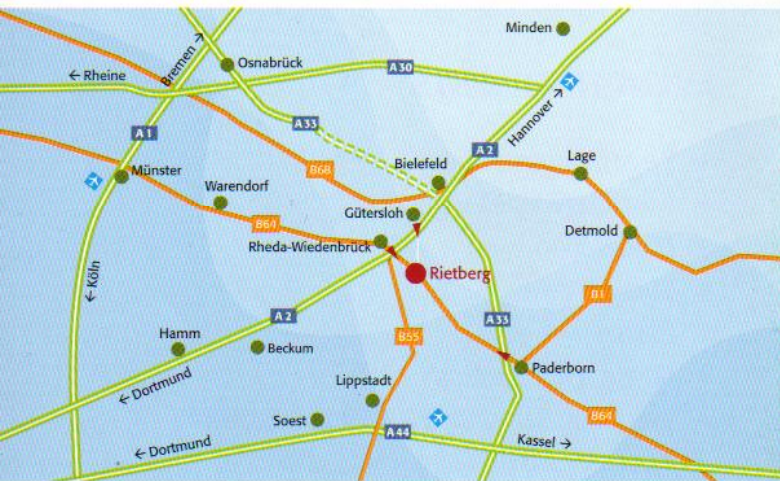 Minden
Bremen →
Osnabrück
← Rheine
A30
A33
A1
Hannover →
A2
Bielefeld
Lage
B68
Münster
Warendorf
Gütersloh
B64
Detmold
Rheda-Wiedenbrück
Rietberg
← Köln
B1
A2
A33
Hamm
Beckum
B55
Paderborn
← Dortmund
Lippstadt
B64
Soest
A44
← Dortmund
Kassel →